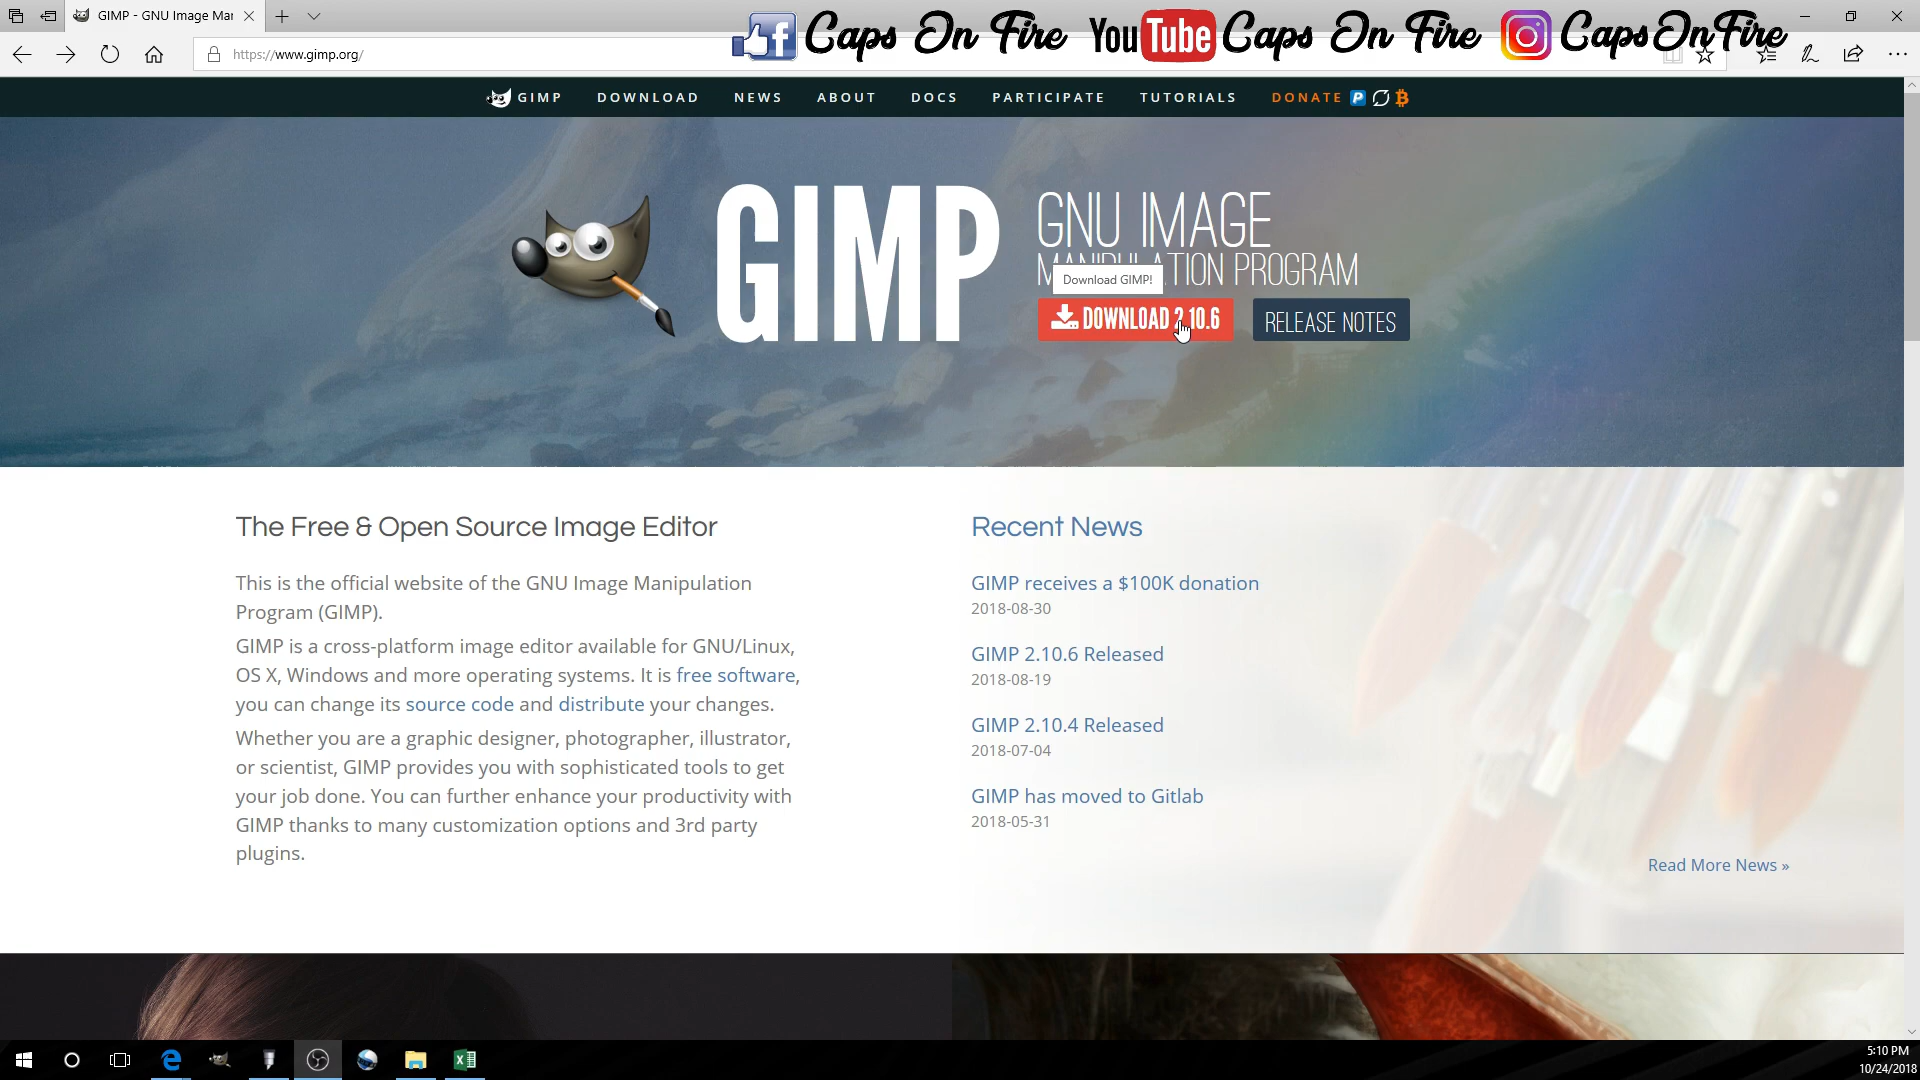 GIMP - GNU Image Mar
Caps On Fire YouTube Caps On Fire CapsOnFire
https://www.gimp.org/
GIMP DOWNLOAD NEWS ABOUT DOCS PARTICIPATE TUTORIALS DONATE
GIMP
GNU IMAGE
MANIPULATION PROGRAM
Download GIMP!
DOWNLOAD 2.10.6
RELEASE NOTES
The Free & Open Source Image Editor
This is the official website of the GNU Image Manipulation
Program (GIMP).
GIMP is a cross-platform image editor available for GNU/Linux,
OS X, Windows and more operating systems. It is free software,
you can change its source code and distribute your changes.
Whether you are a graphic designer, photographer, illustrator,
or scientist, GIMP provides you with sophisticated tools to get
your job done. You can further enhance your productivity with
GIMP thanks to many customization options and 3rd party
plugins.
Recent News
GIMP receives a $100K donation
2018-08-30
GIMP 2.10.6 Released
2018-08-19
GIMP 2.10.4 Released
2018-07-04
GIMP has moved to Gitlab
2018-05-31
Read More News »
5:10 PM
10/24/2018